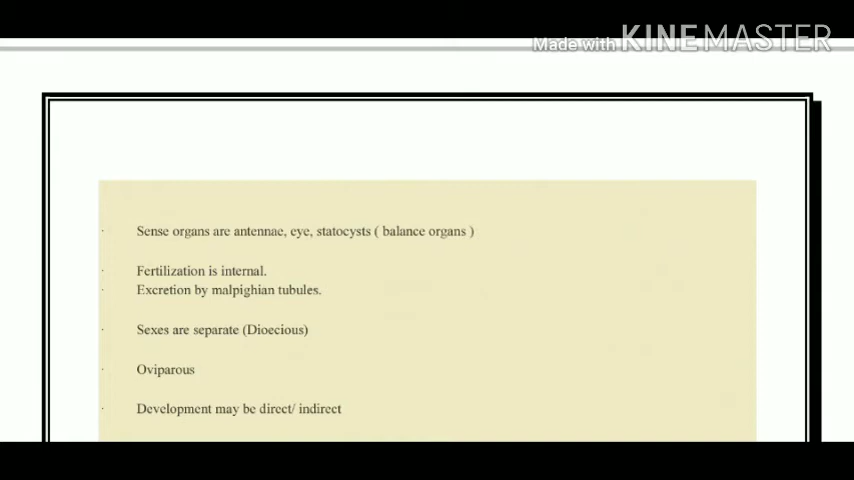 Made with KINEMASTER
Sense organs are antennae, eye, statocysts ( balance organs )
Fertilization is internal.
Excretion by malpighian tubules.
Sexes are separate (Dioecious)
Oviparous
Development may be direct/ indirect